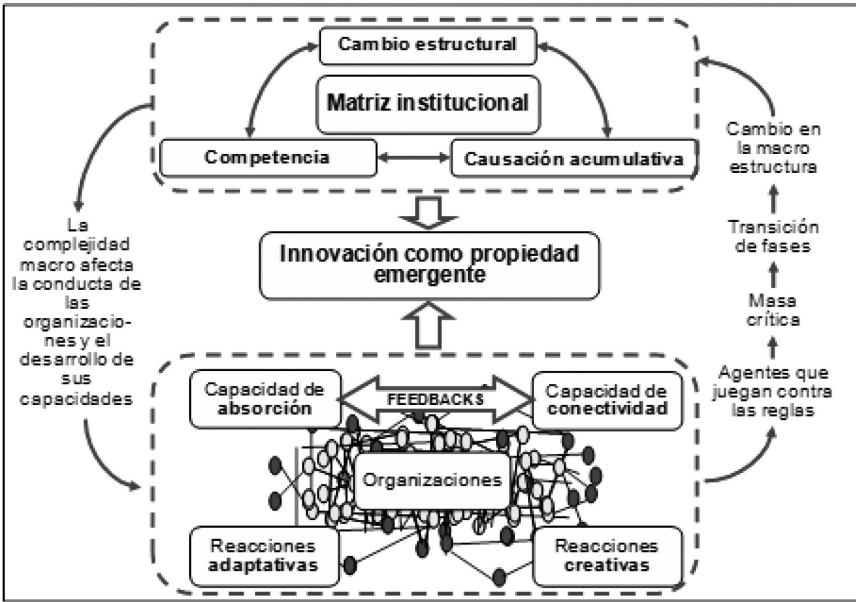 Cambio estructural
Matriz institucional
Competencia
Causación acumulativa
La
complejidad
macro afecta
la conducta de
las
organizacio-
nes y el
desarrollo de
sus
capacidades
Innovación como propiedad
emergente
Cambio en
la macro
estructura
Transición
de fases
Masa
crítica
Agentes que
juegan contra
las reglas
Capacidad de
absorción
FEEDBACKS
Capacidad de
conectividad
Organizaciones
Reacciones
adaptativas
Reacciones
creativas